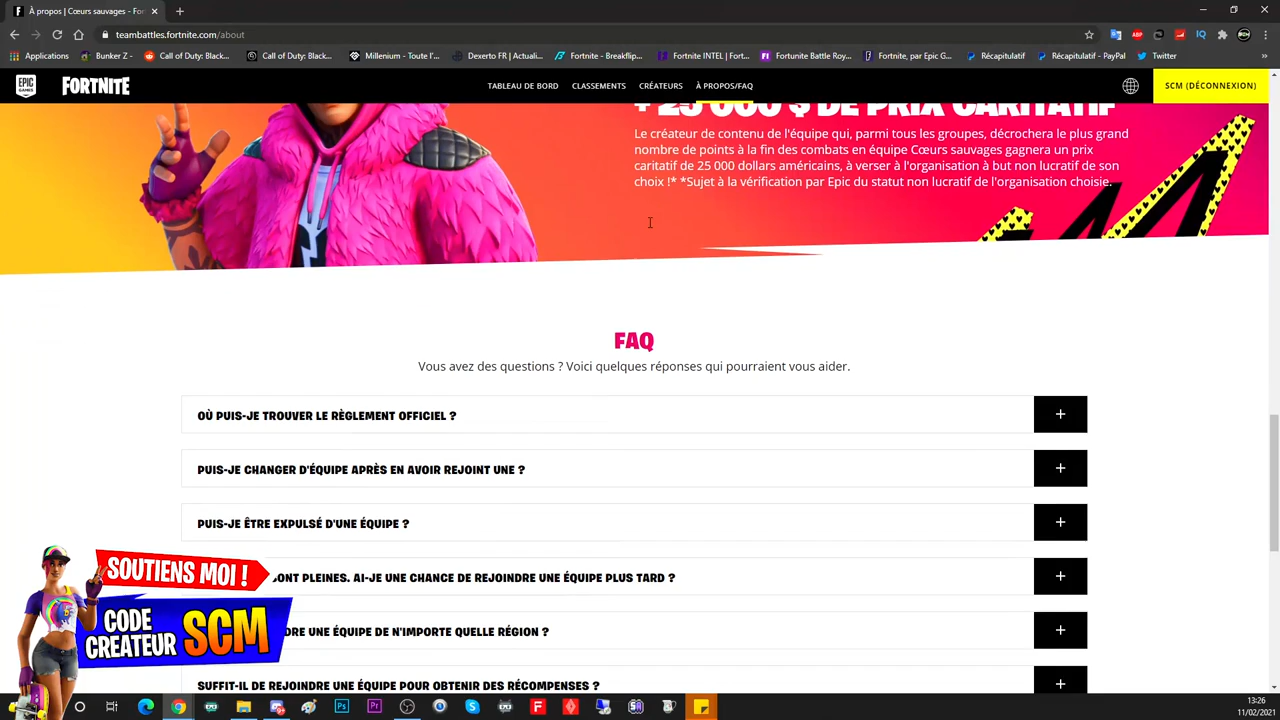 À propos | Cœurs sauvages - For
teambattles.fortnite.com/about
Applications
Bunker Z -
Call of Duty: Black...
Call of Duty: Black...
Millenium - Toute l'...
Dexerto FR | Actuali...
Fortnite - Breakflip...
Fortnite INTEL | Fort...
Fortunite Battle Roy...
Fortnite, par Epic G...
Récapitulatif
Récapitulatif
PayPal
Twitter
EPIC GAMES
FORTNITE
TABLEAU DE BORD
CLASSEMENTS
CRÉATEURS
À PROPOS/FAQ
SCM (DÉCONNEXION)
+ 25 000 $ DE PRIX CARITATIF
Le créateur de contenu de l'équipe qui, parmi tous les groupes, décrochera le plus grand
nombre de points à la fin des combats en équipe Cœurs sauvages gagnera un prix
caritatif de 25 000 dollars américains, à verser à l'organisation à but non lucratif de son
choix !* *Sujet à la vérification par Epic du statut non lucratif de l'organisation choisie.
FAQ
Vous avez des questions ? Voici quelques réponses qui pourraient vous aider.
OÙ PUIS-JE TROUVER LE RÈGLEMENT OFFICIEL ?
PUIS-JE CHANGER D'ÉQUIPE APRÈS EN AVOIR REJOINT UNE ?
PUIS-JE ÊTRE EXPULSÉ D'UNE ÉQUIPE ?
SONT PLEINES. AI-JE UNE CHANCE DE REJOINDRE UNE ÉQUIPE PLUS TARD ?
DRE UNE ÉQUIPE DE N'IMPORTE QUELLE RÉGION ?
SUFFIT-IL DE REJOINDRE UNE ÉQUIPE POUR OBTENIR DES RÉCOMPENSES ?
SOUTIENS MOI !
CODE
CREATEUR SCM
13:26
11/02/2021